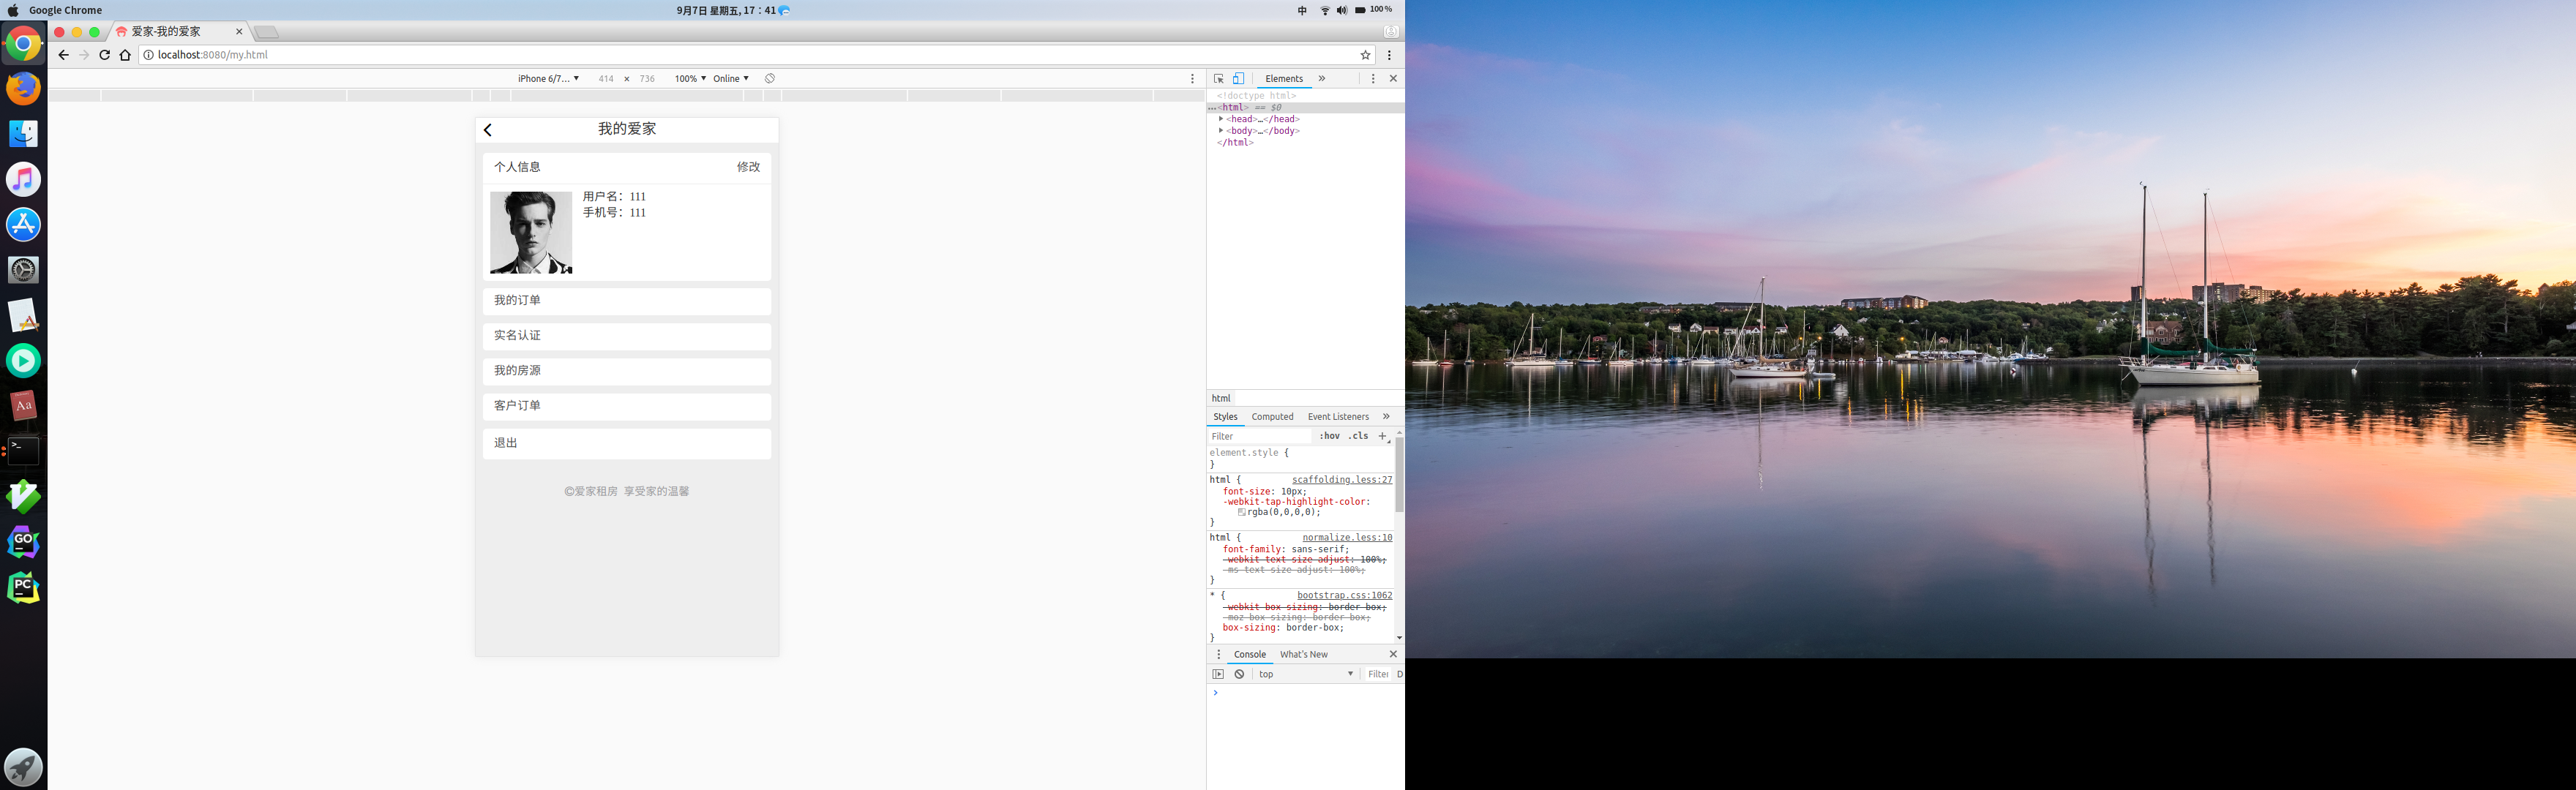 Google Chrome
9月7日 星期五, 17：41
中
100%
爱家-我的爱家
localhost:8080/my.html
iPhone 6/7… ▼ 414 × 736 100% ▼ Online ▼
我的爱家
个人信息 修改
用户名：111
手机号：111
我的订单
实名认证
我的房源
客户订单
退出
©爱家租房 享受家的温馨
Elements »
<!doctype html>
…<html> == $0
▶<head>…</head>
▶<body>…</body>
</html>
html
Styles Computed Event Listeners »
Filter :hov .cls +
element.style {
}
html { scaffolding.less:27
font-size: 10px;
-webkit-tap-highlight-color:
rgba(0,0,0,0);
}
html { normalize.less:10
font-family: sans-serif;
-webkit-text-size-adjust: 100%;
-ms-text-size-adjust: 100%;
}
* { bootstrap.css:1062
-webkit-box-sizing: border-box;
-moz-box-sizing: border-box;
box-sizing: border-box;
}
Console What's New
top ▼ Filter D
>
Aa
>_
GO
PC